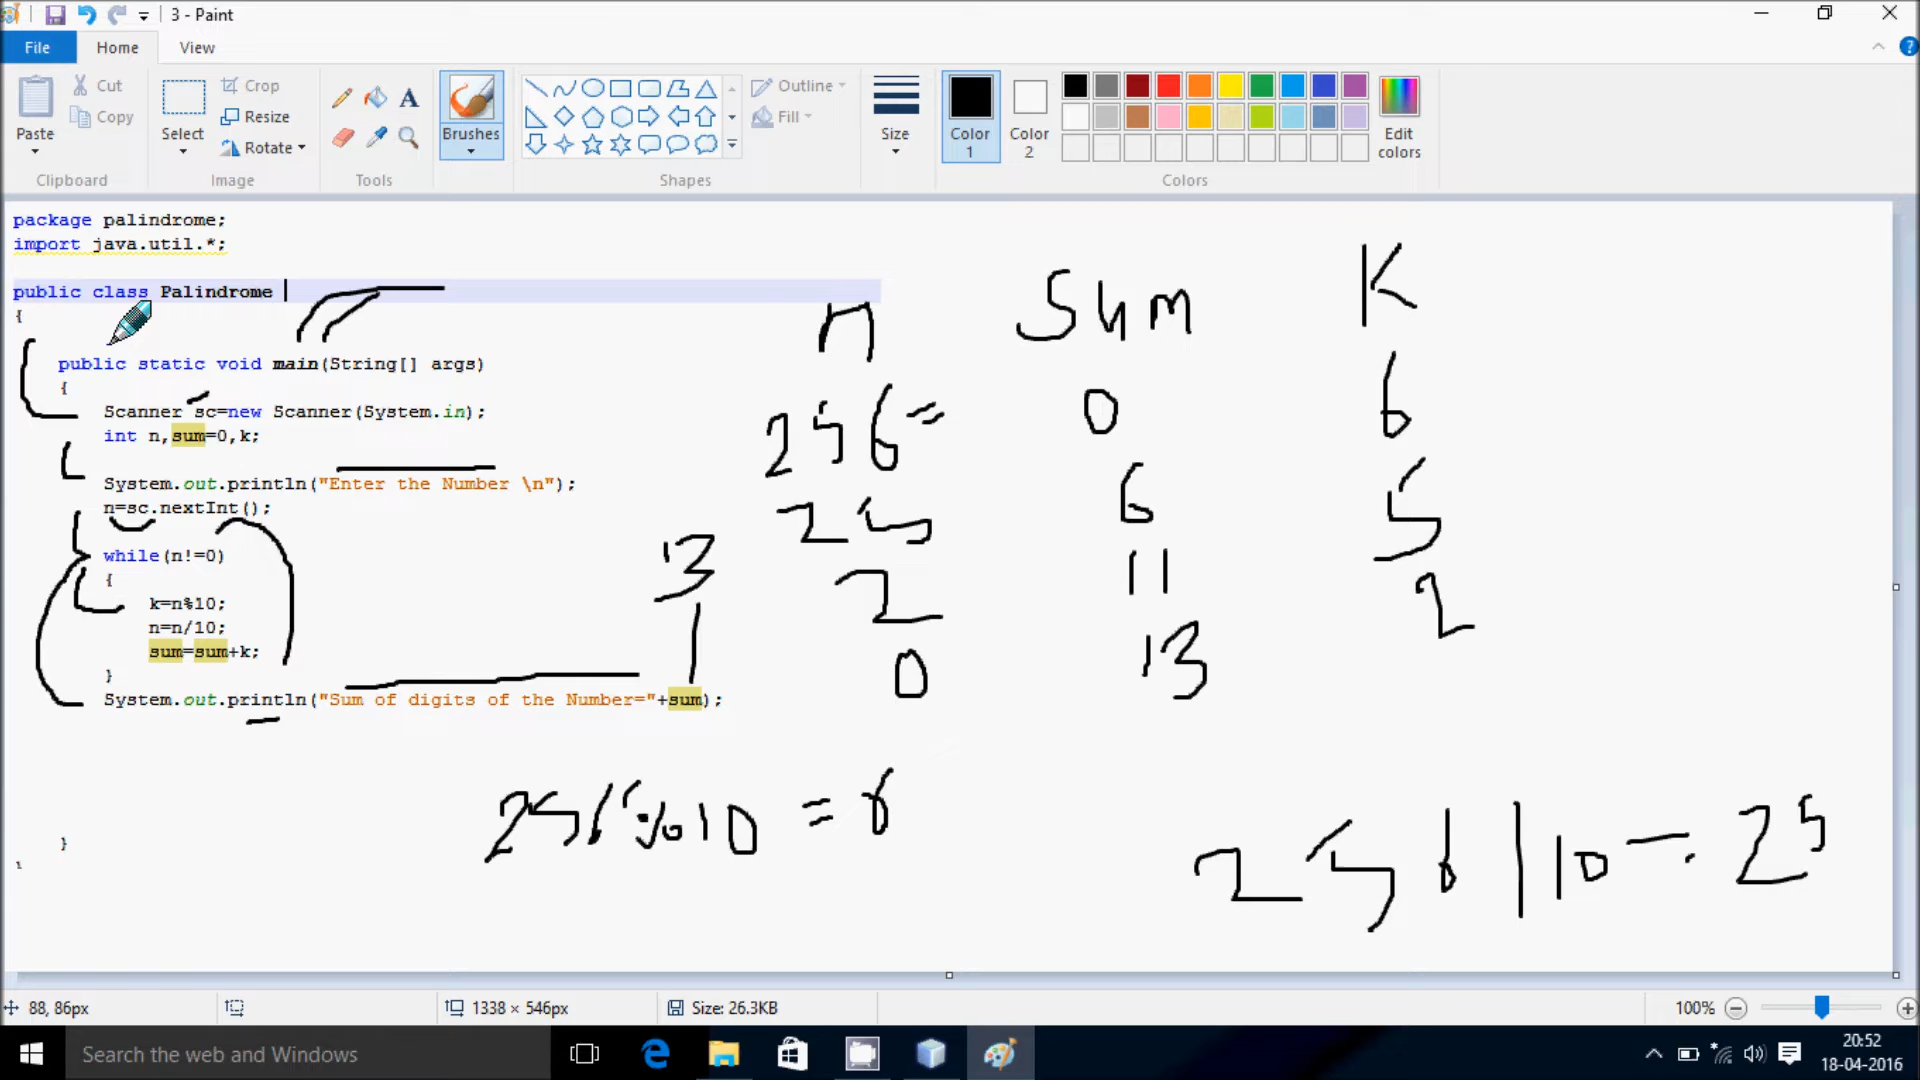 3 - Paint
File Home View
Paste
Cut
Copy
Clipboard
Select
Crop
Resize
Rotate
Image
Tools
Brushes
Outline
Fill
Shapes
Size
Color 1
Color 2
Edit colors
Colors
package palindrome;
import java.util.*;
public class Palindrome
{
public static void main(String[] args)
{
Scanner sc=new Scanner(System.in);
int n,sum=0,k;
System.out.println("Enter the Number \n");
n=sc.nextInt();
while(n!=0)
{
k=n%10;
n=n/10;
sum=sum+k;
}
System.out.println("Sum of digits of the Number="+sum);
}
n Sum K
256= 0 6
25 6 5
2 11 2
0 13
13
256%10 = 6
256/10 = 25
88, 86px
1338 × 546px
Size: 26.3KB
100%
Search the web and Windows
20:52
18-04-2016